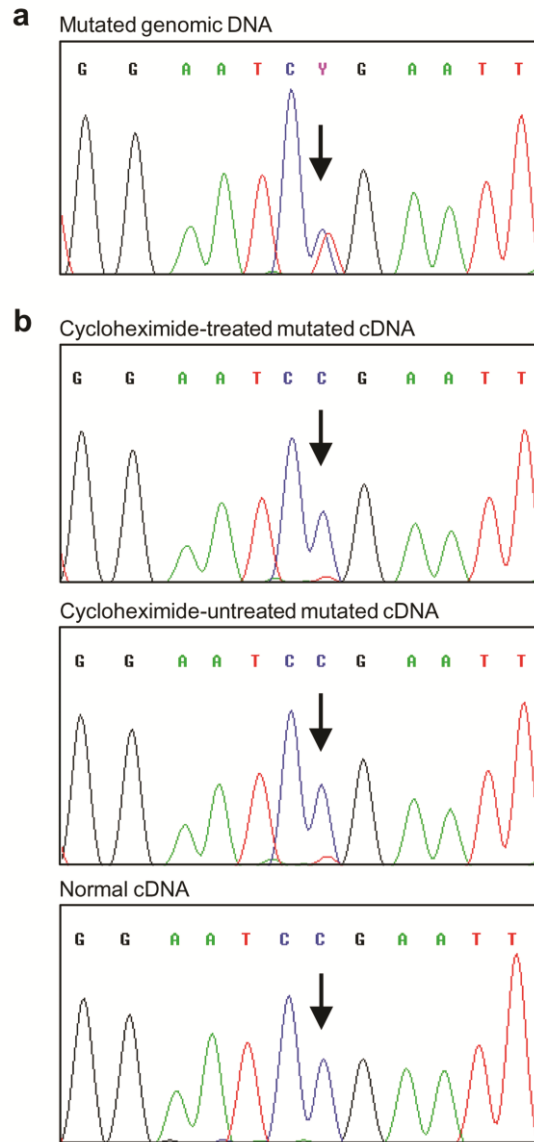 a
Mutated genomic DNA
G G A A T C Y G A A T T
b
Cycloheximide-treated mutated cDNA
G G A A T C C G A A T T
Cycloheximide-untreated mutated cDNA
G G A A T C C G A A T T
Normal cDNA
G G A A T C C G A A T T